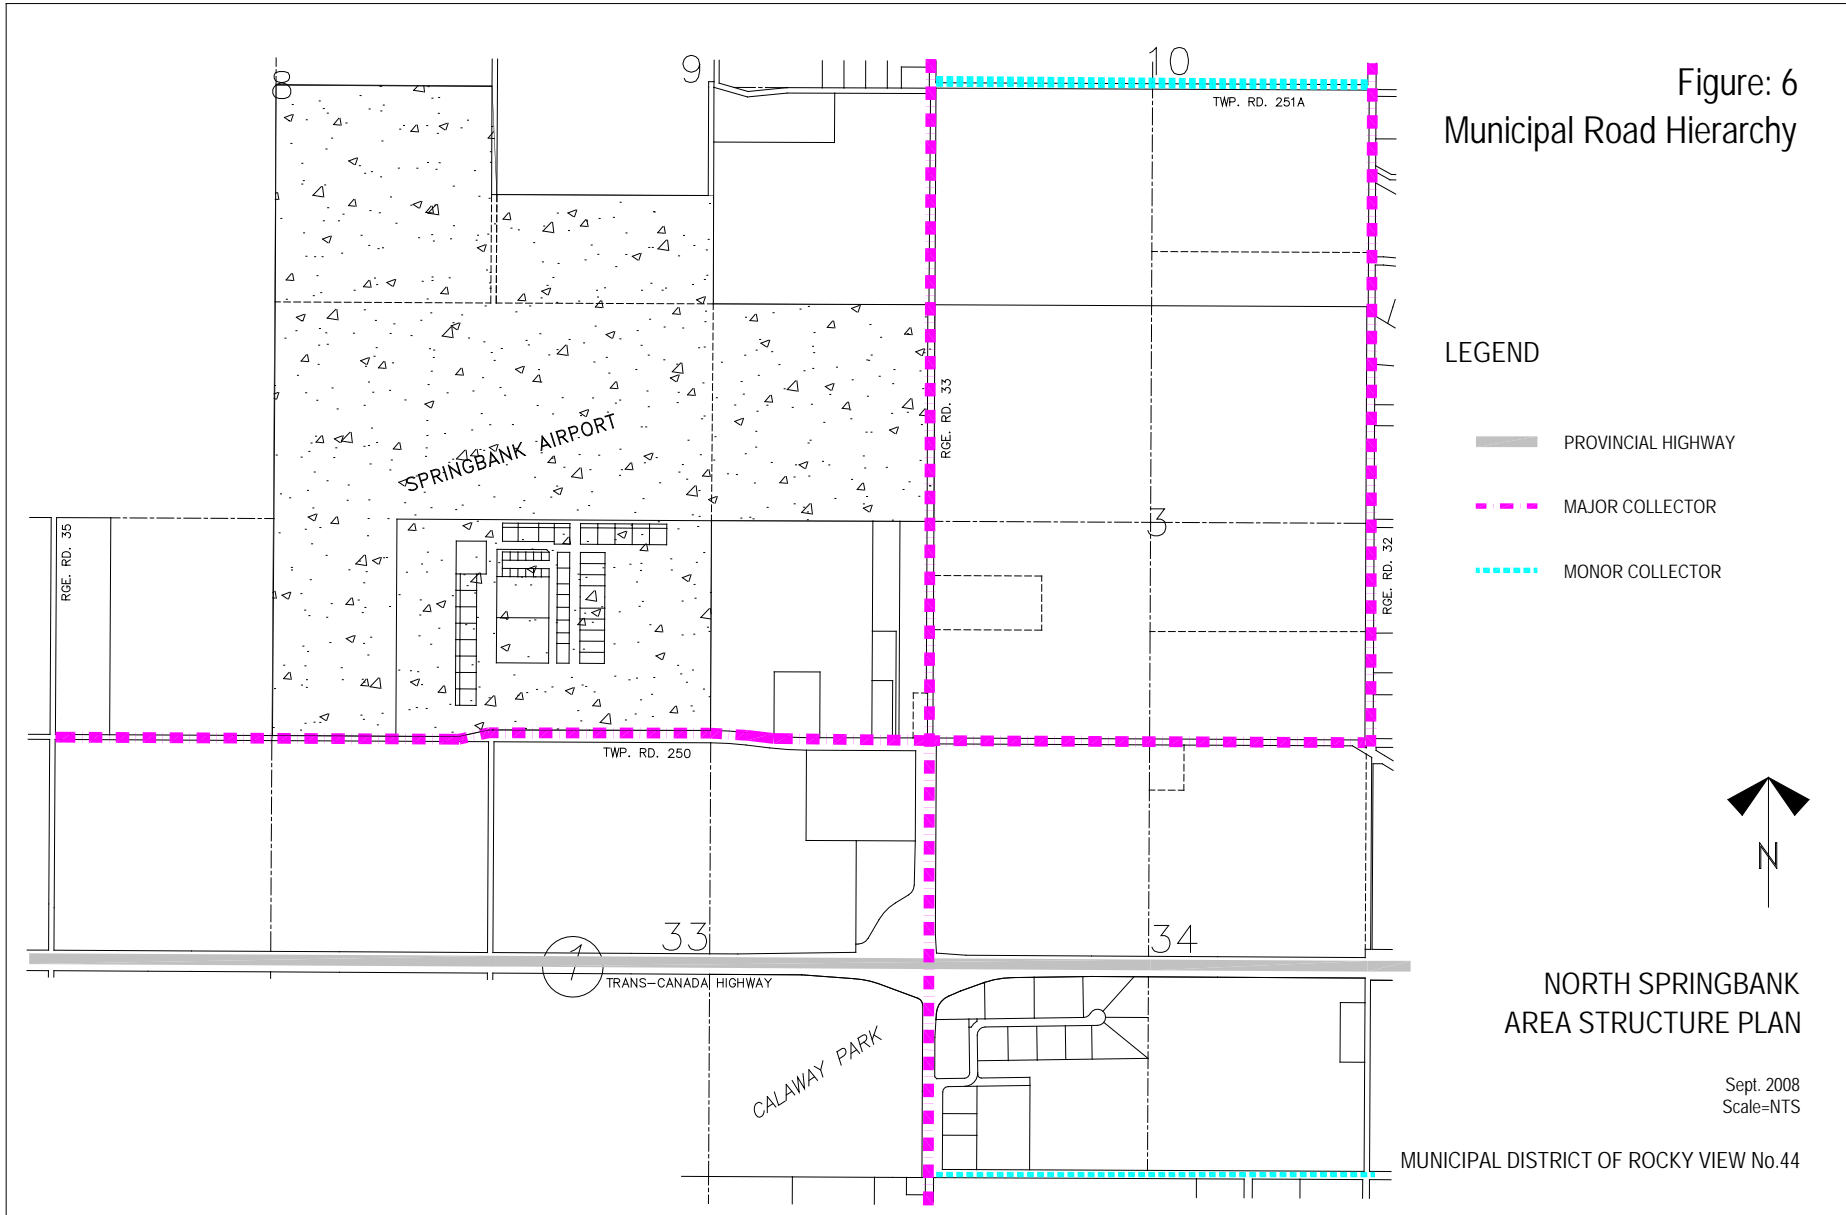 Figure: 6
Municipal Road Hierarchy
8
9
10
TWP. RD. 251A
LEGEND
PROVINCIAL HIGHWAY
MAJOR COLLECTOR
MONOR COLLECTOR
RGE. RD. 33
SPRINGBANK AIRPORT
RGE. RD. 35
3
RGE. RD. 32
TWP. RD. 250
N
33
34
1
TRANS-CANADA HIGHWAY
CALAWAY PARK
NORTH SPRINGBANK
AREA STRUCTURE PLAN
Sept. 2008
Scale=NTS
MUNICIPAL DISTRICT OF ROCKY VIEW No.44